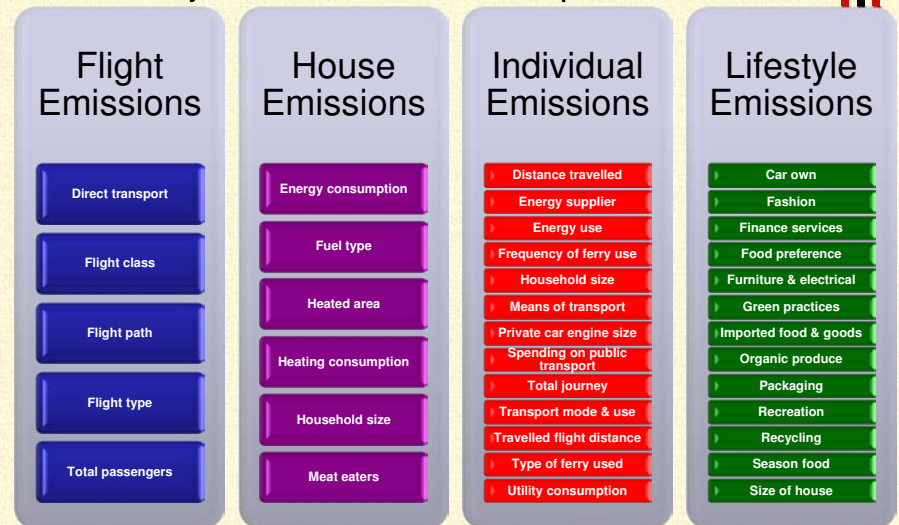 Flight
Emissions
Direct transport
Flight class
Flight path
Flight type
Total passengers
House
Emissions
Energy consumption
Fuel type
Heated area
Heating consumption
Household size
Meat eaters
Individual
Emissions
Distance travelled
Energy supplier
Energy use
Frequency of ferry use
Household size
Means of transport
Private car engine size
Spending on public
transport
Total journey
Transport mode & use
Travelled flight distance
Type of ferry used
Utility consumption
Lifestyle
Emissions
Car own
Fashion
Finance services
Food preference
Furniture & electrical
Green practices
Imported food & goods
Organic produce
Packaging
Recreation
Recycling
Season food
Size of house